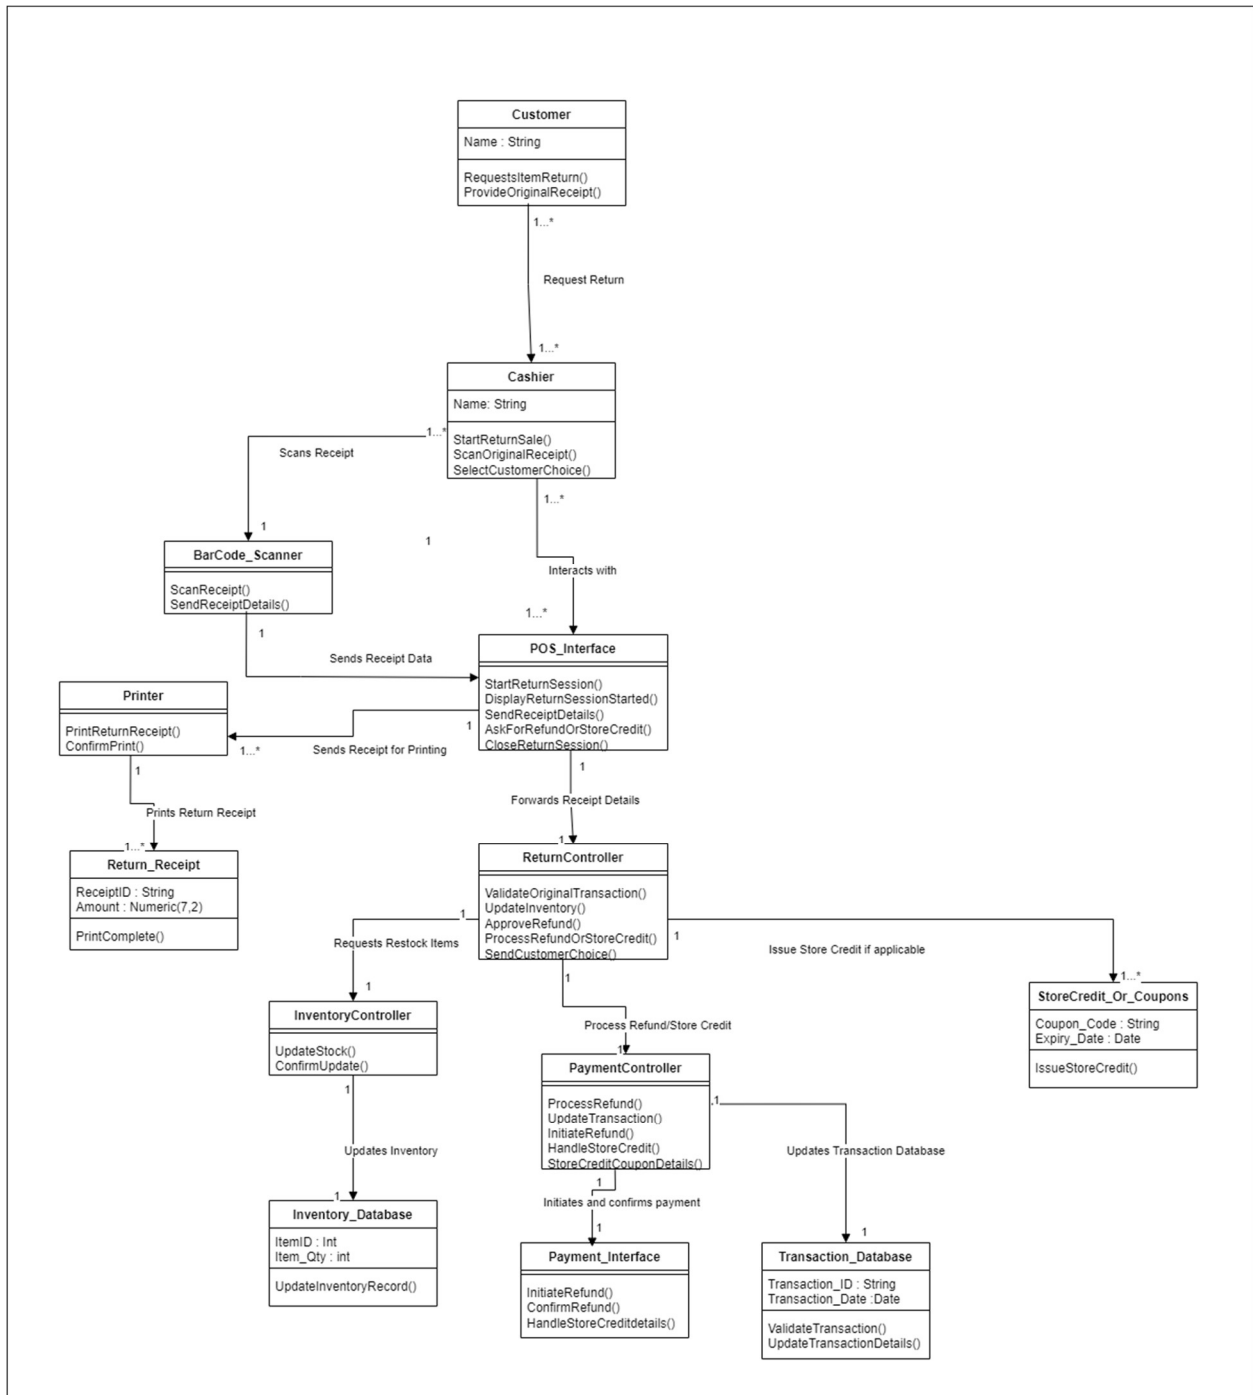 Customer
Name : String
RequestsItemReturn()
ProvideOriginalReceipt()
1...*
Request Return
1...*
Cashier
Name: String
StartReturnSale()
ScanOriginalReceipt()
SelectCustomerChoice()
1...*
Scans Receipt
1
1...*
1
Interacts with
1...*
BarCode_Scanner
ScanReceipt()
SendReceiptDetails()
1
Sends Receipt Data
POS_Interface
StartReturnSession()
DisplayReturnSessionStarted()
SendReceiptDetails()
AskForRefundOrStoreCredit()
CloseReturnSession()
1
Sends Receipt for Printing
1...*
Printer
PrintReturnReceipt()
ConfirmPrint()
1
Prints Return Receipt
1...*
Return_Receipt
ReceiptID : String
Amount : Numeric(7,2)
PrintComplete()
1
Forwards Receipt Details
1
ReturnController
ValidateOriginalTransaction()
UpdateInventory()
ApproveRefund()
ProcessRefundOrStoreCredit()
SendCustomerChoice()
1
Requests Restock Items
1
1
Issue Store Credit if applicable
1...*
StoreCredit_Or_Coupons
Coupon_Code : String
Expiry_Date : Date
IssueStoreCredit()
1
Process Refund/Store Credit
1
InventoryController
UpdateStock()
ConfirmUpdate()
1
Updates Inventory
1
Inventory_Database
ItemID : Int
Item_Qty : int
UpdateInventoryRecord()
PaymentController
ProcessRefund()
UpdateTransaction()
InitiateRefund()
HandleStoreCredit()
StoreCreditCouponDetails()
.1
Updates Transaction Database
1
1
Initiates and confirms payment
1
Payment_Interface
InitiateRefund()
ConfirmRefund()
HandleStoreCreditdetails()
Transaction_Database
Transaction_ID : String
Transaction_Date :Date
ValidateTransaction()
UpdateTransactionDetails()